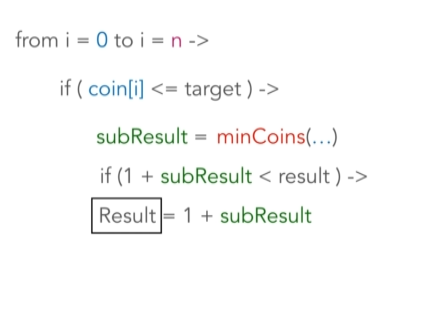 from i = 0 to i = n ->
if ( coin[i] <= target ) ->
subResult = minCoins(...)
if (1 + subResult < result ) ->
Result = 1 + subResult